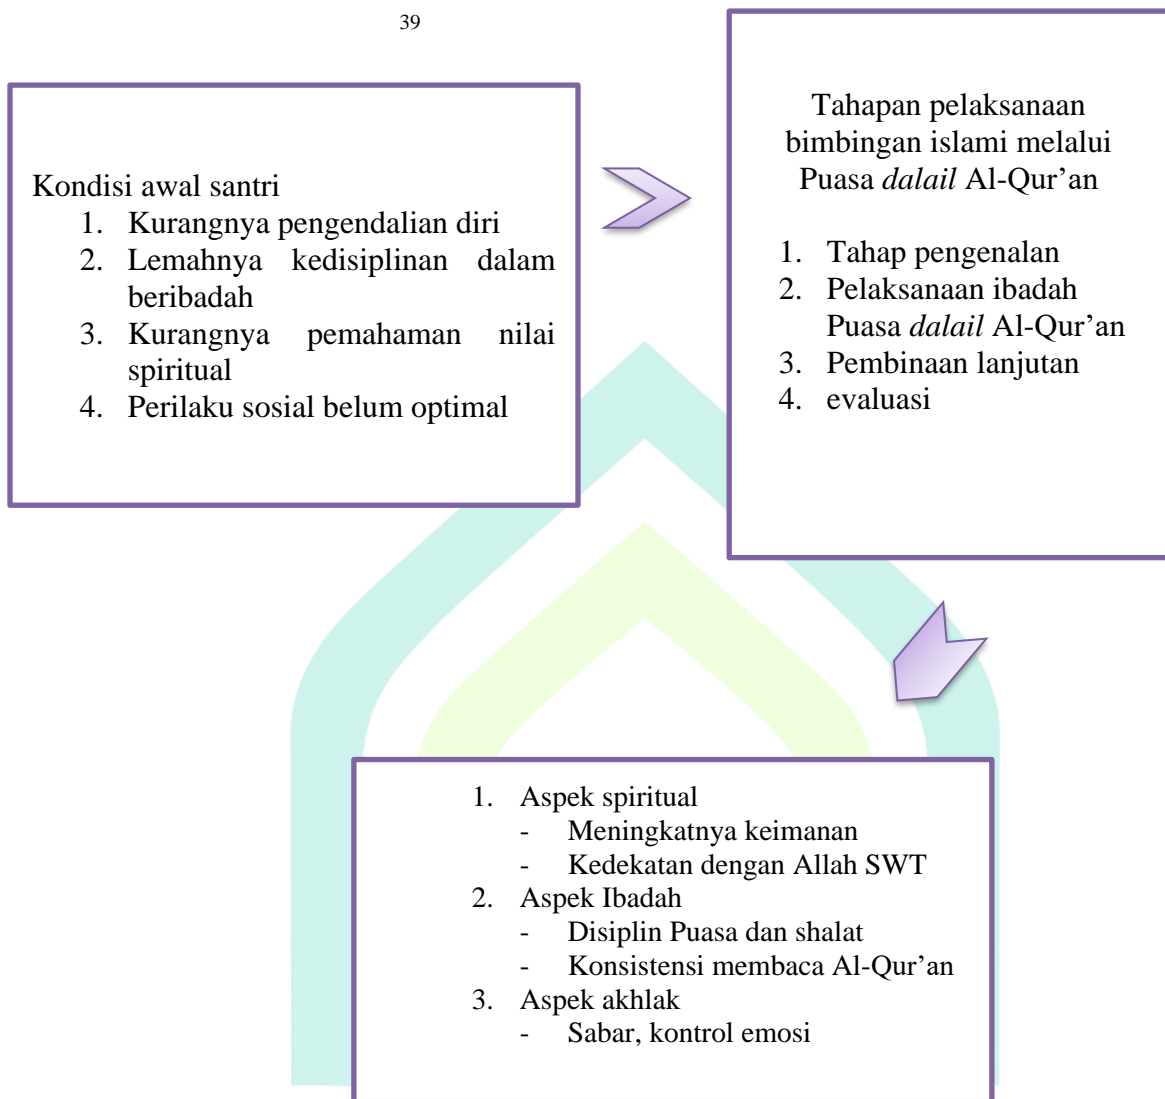 39
Kondisi awal santri
1. Kurangnya pengendalian diri
2. Lemahnya kedisiplinan dalam
beribadah
3. Kurangnya pemahaman nilai
spiritual
4. Perilaku sosial belum optimal
Tahapan pelaksanaan
bimbingan islami melalui
Puasa dalail Al-Qur’an
1. Tahap pengenalan
2. Pelaksanaan ibadah
Puasa dalail Al-Qur’an
3. Pembinaan lanjutan
4. evaluasi
1. Aspek spiritual
- Meningkatnya keimanan
- Kedekatan dengan Allah SWT
2. Aspek Ibadah
- Disiplin Puasa dan shalat
- Konsistensi membaca Al-Qur’an
3. Aspek akhlak
- Sabar, kontrol emosi